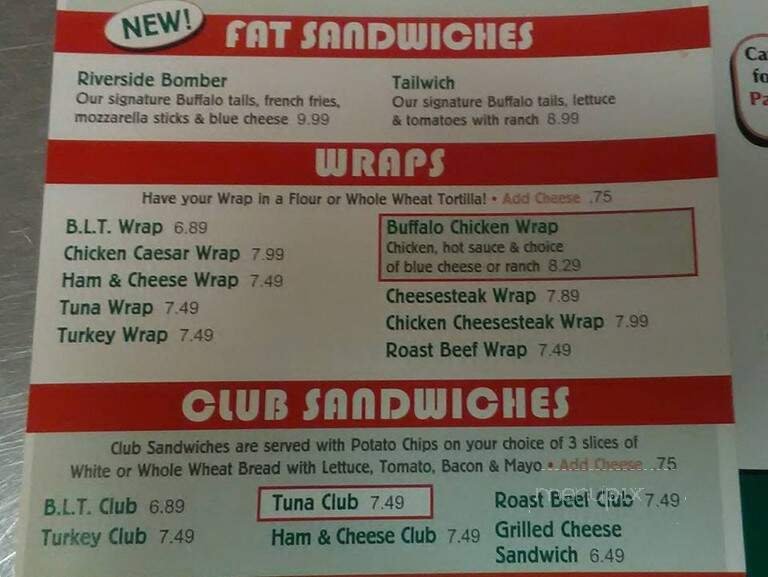 NEW!
FAT SANDWICHES
Riverside Bomber
Our signature Buffalo tails, french fries,
mozzarella sticks & blue cheese 9.99
Tailwich
Our signature Buffalo tails, lettuce
& tomatoes with ranch 8.99
WRAPS
Have your Wrap in a Flour or Whole Wheat Tortilla! • Add Cheese .75
B.L.T. Wrap 6.89
Chicken Caesar Wrap 7.99
Ham & Cheese Wrap 7.49
Tuna Wrap 7.49
Turkey Wrap 7.49
Buffalo Chicken Wrap
Chicken, hot sauce & choice
of blue cheese or ranch 8.29
Cheesesteak Wrap 7.89
Chicken Cheesesteak Wrap 7.99
Roast Beef Wrap 7.49
CLUB SANDWICHES
Club Sandwiches are served with Potato Chips on your choice of 3 slices of
White or Whole Wheat Bread with Lettuce, Tomato, Bacon & Mayo • Add Cheese .75
B.L.T. Club 6.89
Turkey Club 7.49
Tuna Club 7.49
Ham & Cheese Club 7.49
Roast Beef Club 7.49
Grilled Cheese
Sandwich 6.49
menupix